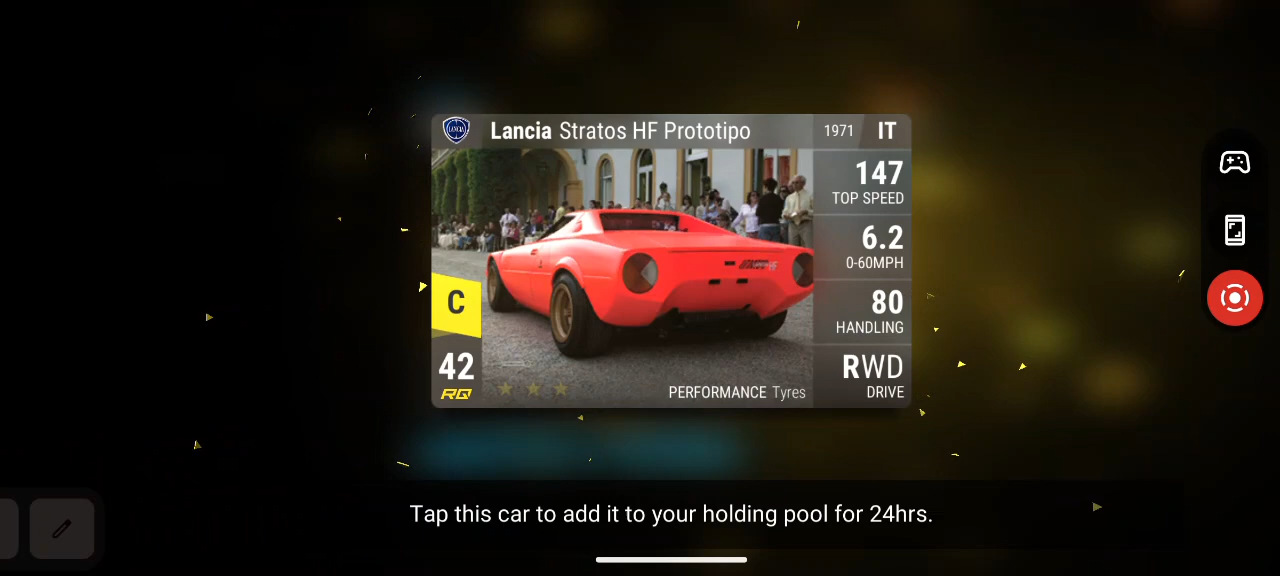 Lancia Stratos HF Prototipo 1971 IT
147
TOP SPEED
6.2
0-60MPH
C
80
HANDLING
42
RQ
RWD
DRIVE
PERFORMANCE Tyres
Tap this car to add it to your holding pool for 24hrs.